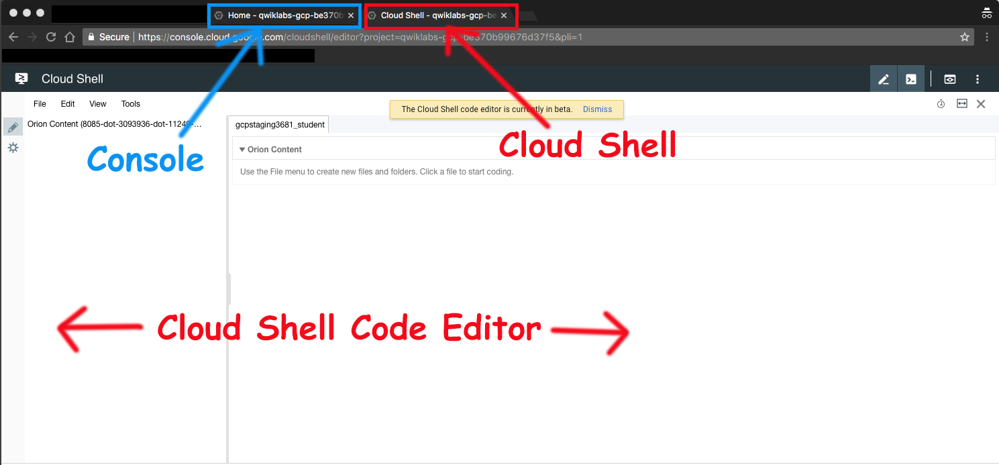 Home - qwiklabs-gcp-be370b
Cloud Shell - qwiklabs-gcp-be
Secure
https://console.cloud.google.com/cloudshell/editor?project=qwiklabs-gcp-be370b99676d37f5&pli=1
Cloud Shell
File Edit View Tools
The Cloud Shell code editor is currently in beta. Dismiss
Orion Content (8085-dot-3093936-dot-11249-...
gcpstaging3681_student
Console
Cloud Shell
Orion Content
Use the File menu to create new files and folders. Click a file to start coding.
Cloud Shell Code Editor